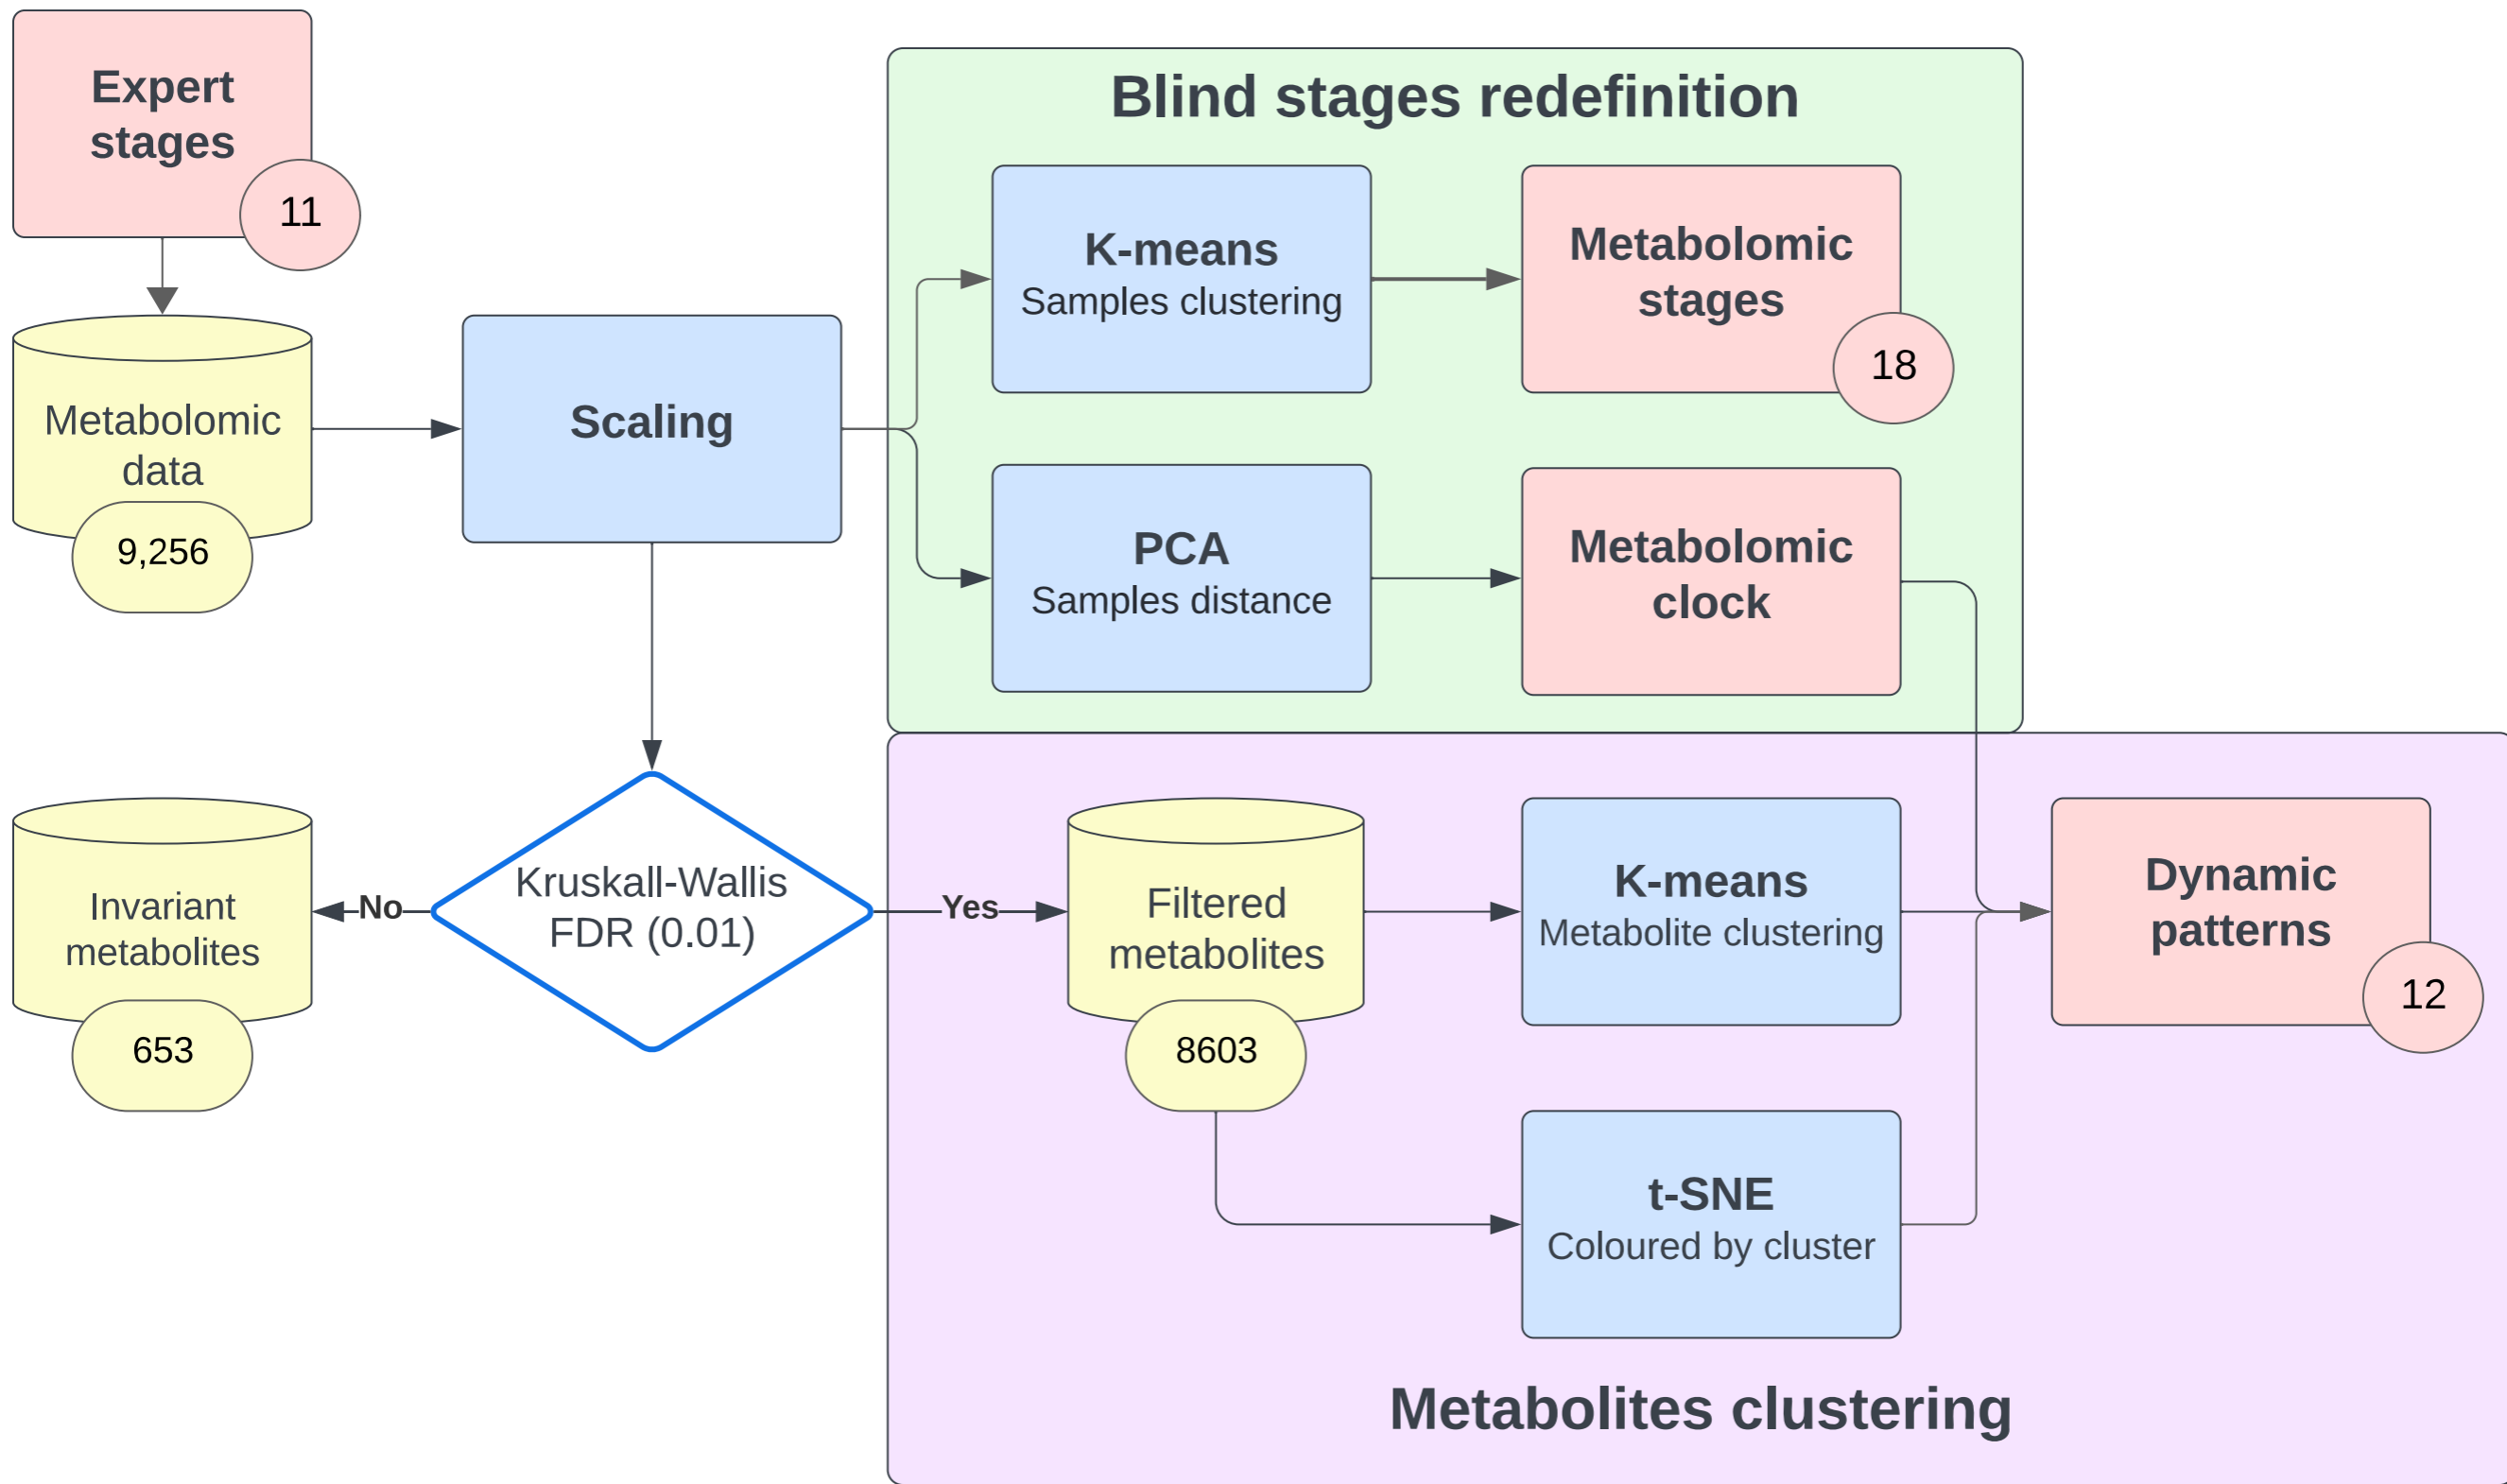 Expert
stages
11
Metabolomic
data
9,256
Scaling
Blind stages redefinition
K-means
Samples clustering
Metabolomic
stages
18
PCA
Samples distance
Metabolomic
clock
Invariant
metabolites
653
No
Kruskall-Wallis
FDR (0.01)
Yes
Filtered
metabolites
8603
K-means
Metabolite clustering
Dynamic
patterns
12
t-SNE
Coloured by cluster
Metabolites clustering